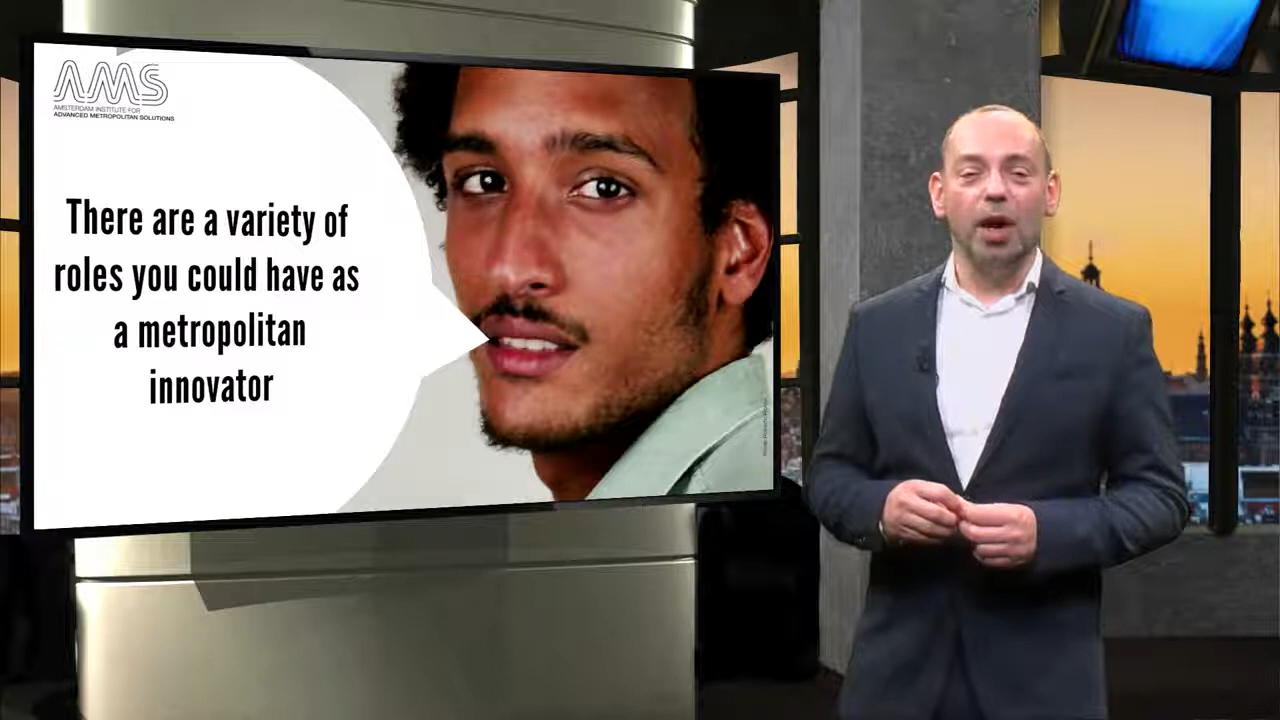 AMS
AMSTERDAM INSTITUTE FOR
ADVANCED METROPOLITAN SOLUTIONS
There are a variety of
roles you could have as
a metropolitan
innovator